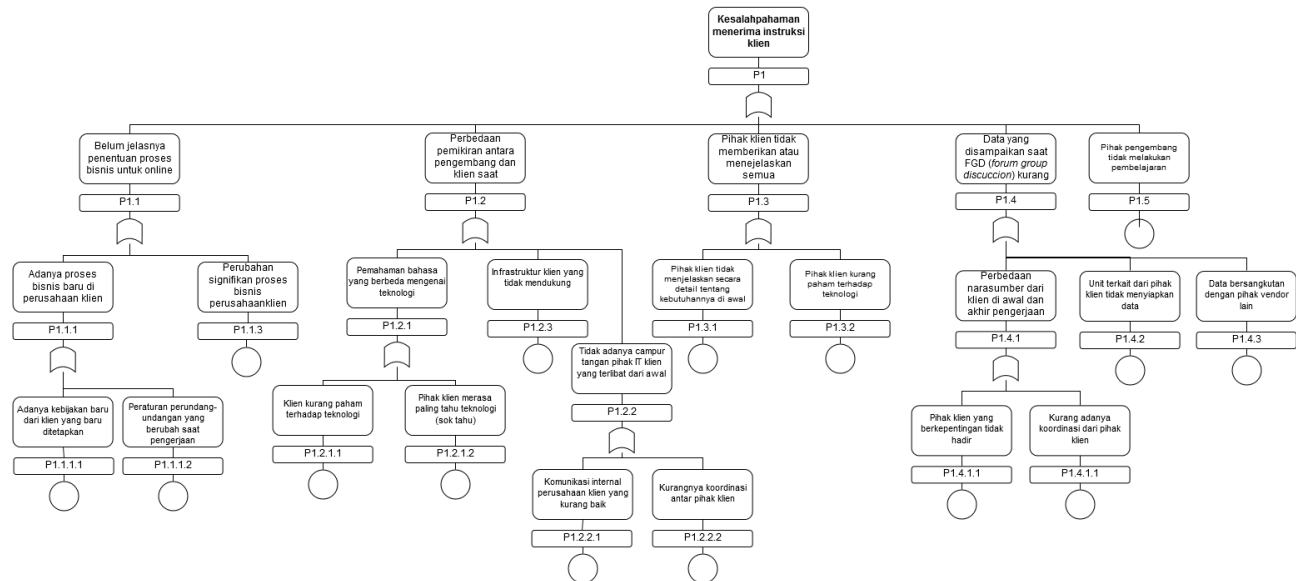 Kesalahpahaman
menerima instruksi
klien
P1
Belum jelasnya
penentuan proses
bisnis untuk online
P1.1
Perbedaan
pemikiran antara
pengembang dan
klien saat
P1.2
Pihak klien tidak
memberikan atau
menejelaskan
semua
P1.3
Data yang
disampaikan saat
FGD (forum group
discuccion) kurang
P1.4
Pihak pengembang
tidak melakukan
pembelajaran
P1.5
Adanya proses
bisnis baru di
perusahaan klien
P1.1.1
Perubahan
signifikan proses
bisnis
perusahaanklien
P1.1.3
Pemahaman bahasa
yang berbeda mengenai
teknologi
P1.2.1
Infrastruktur klien yang
tidak mendukung
P1.2.3
Tidak adanya campur
tangan pihak IT klien
yang terlibat dari awal
P1.2.2
Pihak klien tidak
menjelaskan secara
detail tentang
kebutuhannya di awal
P1.3.1
Pihak klien kurang
paham terhadap
teknologi
P1.3.2
Perbedaan
narasumber dari
klien di awal dan
akhir pengerjaan
P1.4.1
Unit terkait dari pihak
klien tidak menyiapkan
data
P1.4.2
Data bersangkutan
dengan pihak vendor
lain
P1.4.3
Adanya kebijakan baru
dari klien yang baru
ditetapkan
P1.1.1.1
Peraturan perundang-
undangan yang
berubah saat
pengerjaan
P1.1.1.2
Klien kurang paham
terhadap teknologi
P1.2.1.1
Pihak klien merasa
paling tahu teknologi
(sok tahu)
P1.2.1.2
Komunikasi internal
perusahaan klien yang
kurang baik
P1.2.2.1
Kurangnya koordinasi
antar pihak klien
P1.2.2.2
Pihak klien yang
berkepentingan tidak
hadir
P1.4.1.1
Kurang adanya
koordinasi dari pihak
klien
P1.4.1.1